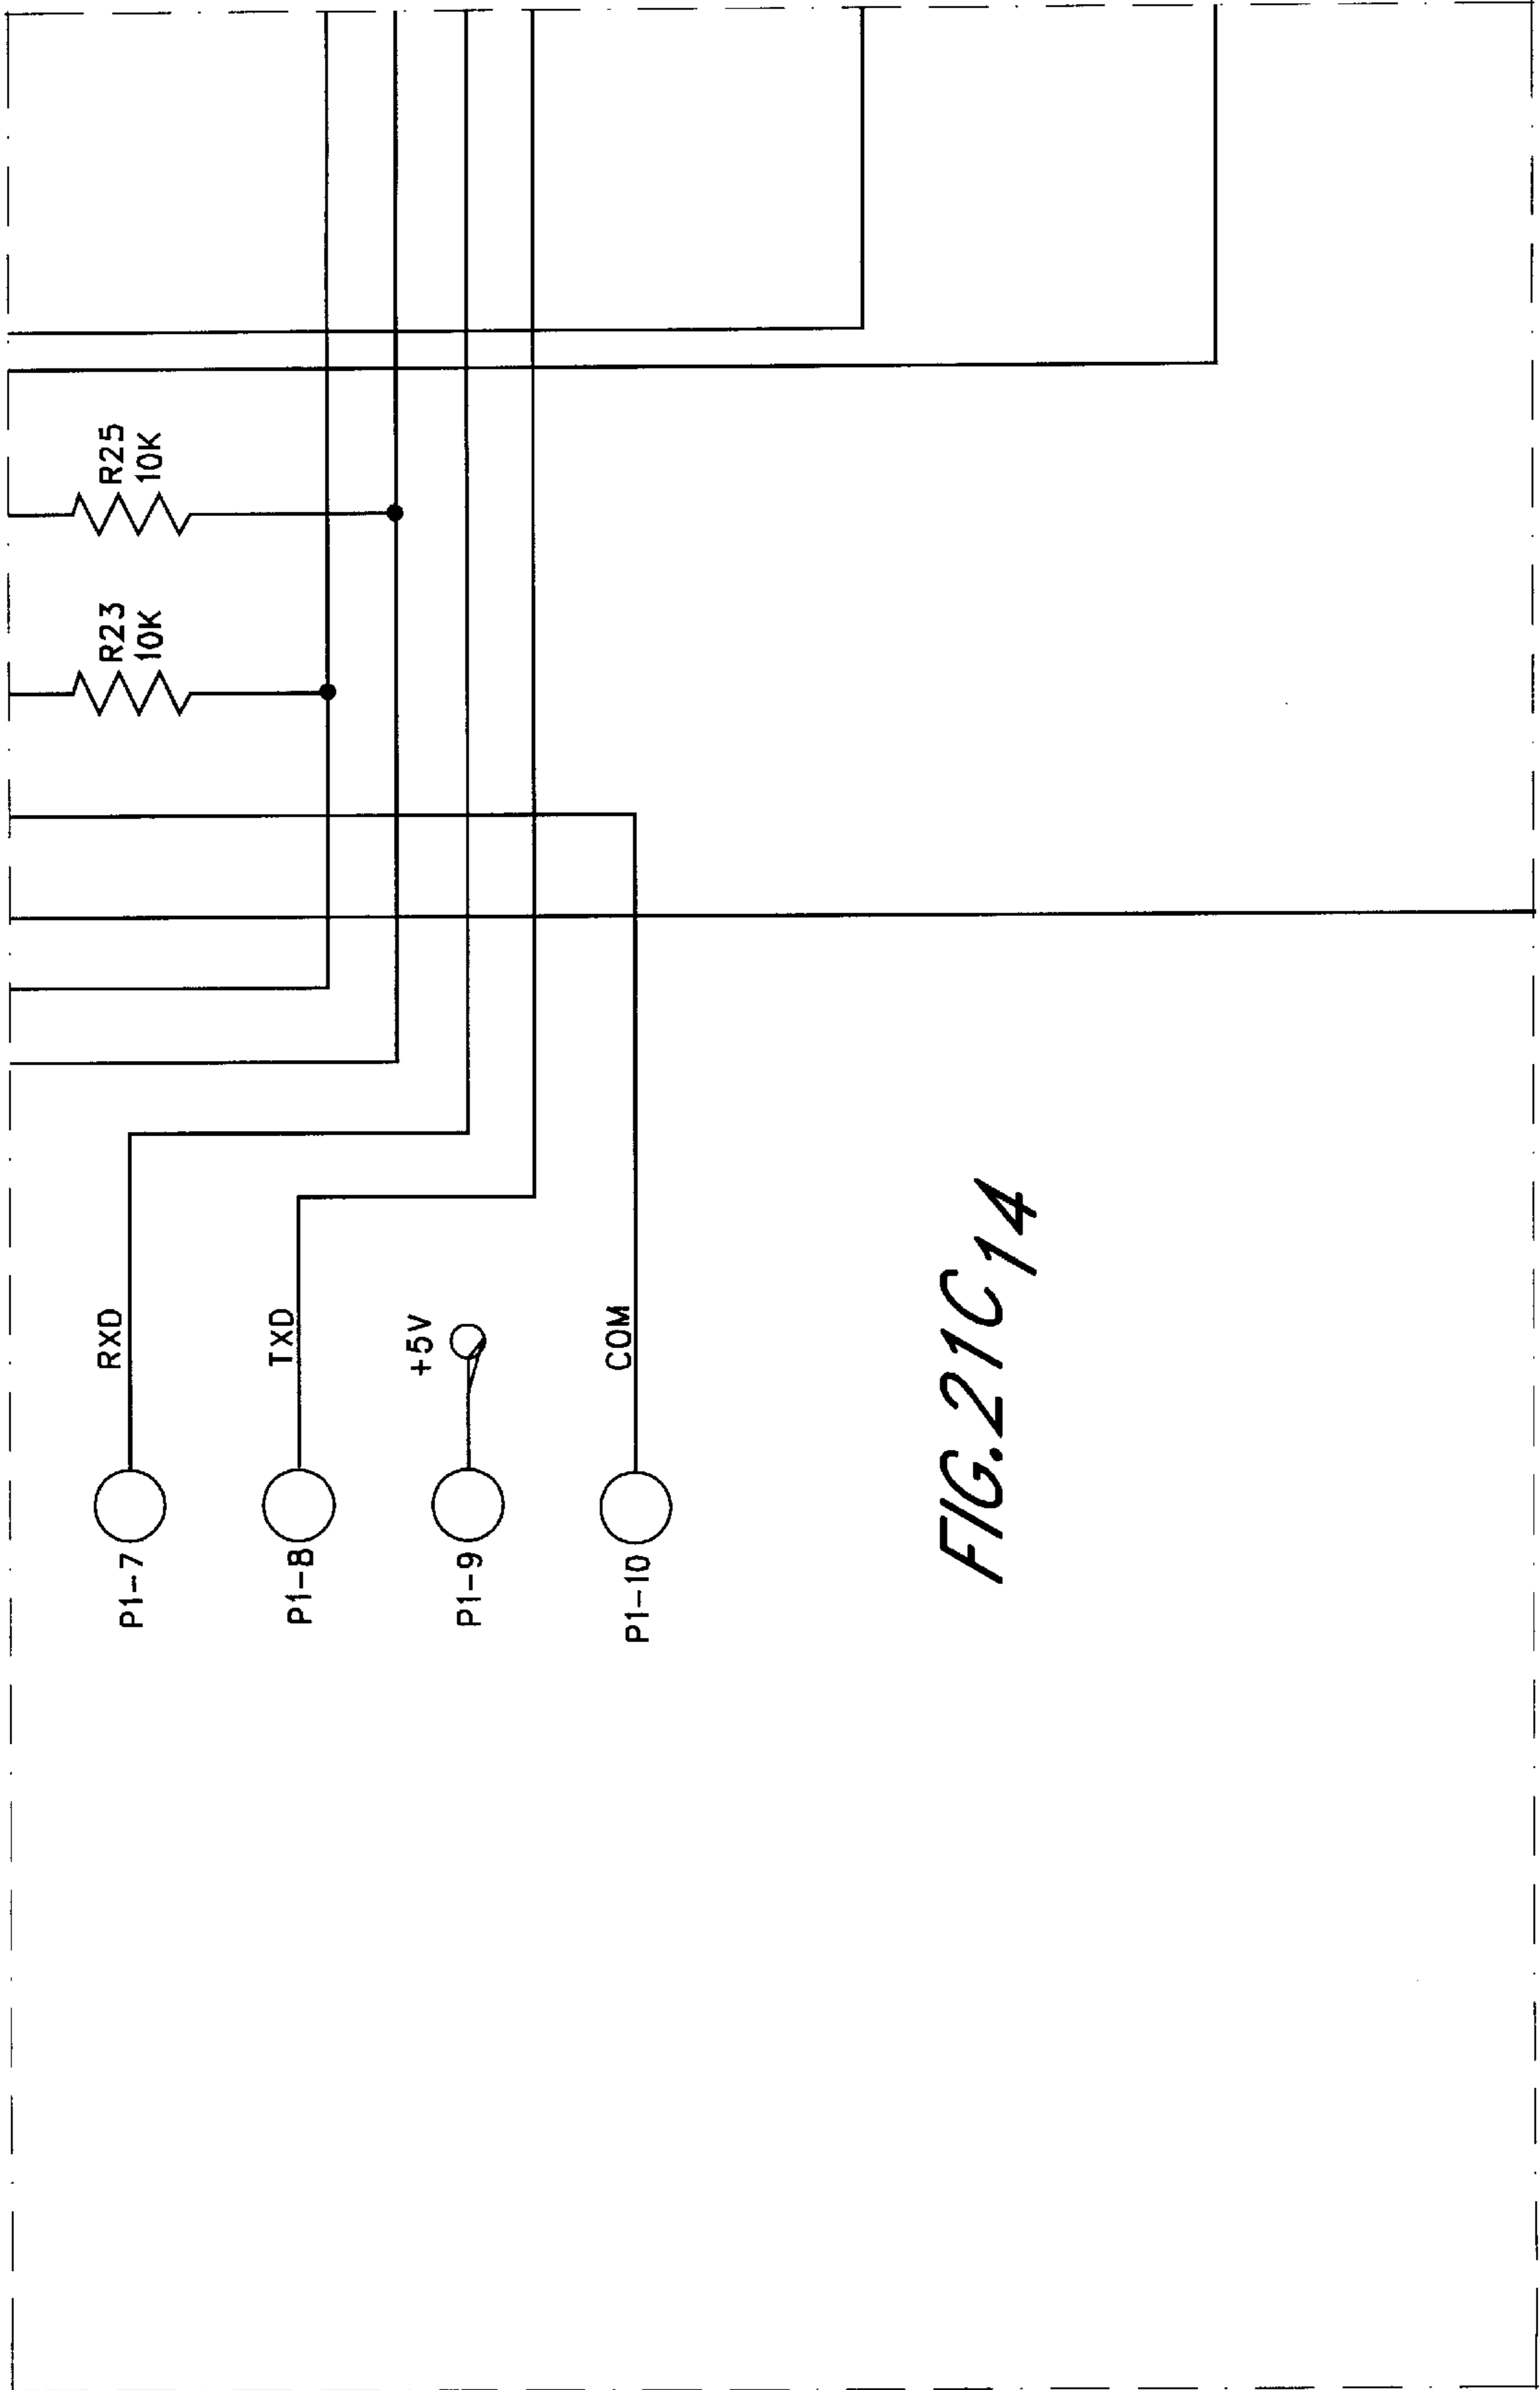 RXD
R23
10K
R25
10K
P1-7
TXD
P1-8
+5V
P1-9
COM
P1-10
FIG.21C14